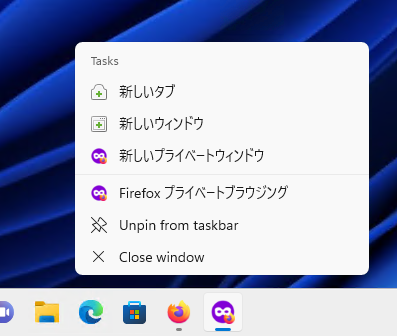 Tasks
新しいタブ
新しいウィンドウ
新しいプライベートウィンドウ
Firefox プライベートブラウジング
Unpin from taskbar
Close window